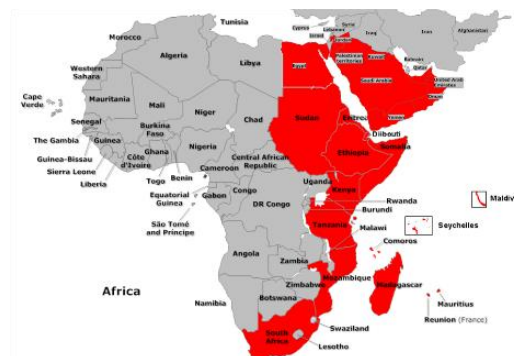 Tunisia
Cyprus
Syria
Afghanistan
Morocco
Lebanon
Iraq
Iran
Israel
Jordan
Algeria
Libya
Egypt
Palestinian
territories
Kuwait
Bahrain
Qatar
Western
Sahara
Saudi Arabia
United Arab
Emirates
Oman
Cape
Verde
Mauritania
Mali
Niger
Chad
Sudan
Eritrea
Yemen
Senegal
Burkina
Faso
The Gambia
Guinea
Nigeria
Djibouti
Somalia
Guinea-Bissau
Côte
d'Ivoire
Ghana
Central African
Republic
Ethiopia
Sierra Leone
Liberia
Togo
Benin
Cameroon
Uganda
Kenya
Maldiv
Equatorial
Guinea
Gabon
Congo
DR Congo
Rwanda
Burundi
Seychelles
São Tomé
and Príncipe
Tanzania
Malawi
Comoros
Angola
Zambia
Africa
Mozambique
Madagascar
Zimbabwe
Mauritius
Namibia
Botswana
Reunion (France)
Swaziland
South
Africa
Lesotho